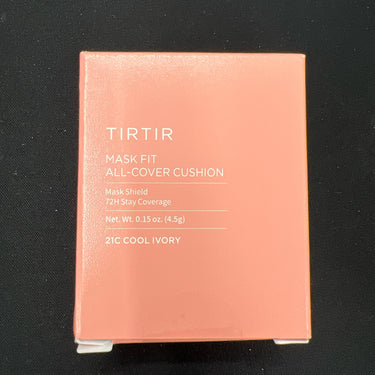 TIRTIR
MASK FIT
ALL-COVER CUSHION
Mask Shield
72H Stay Coverage
Net. Wt. 0.15 oz. (4.5g)
21C COOL IVORY